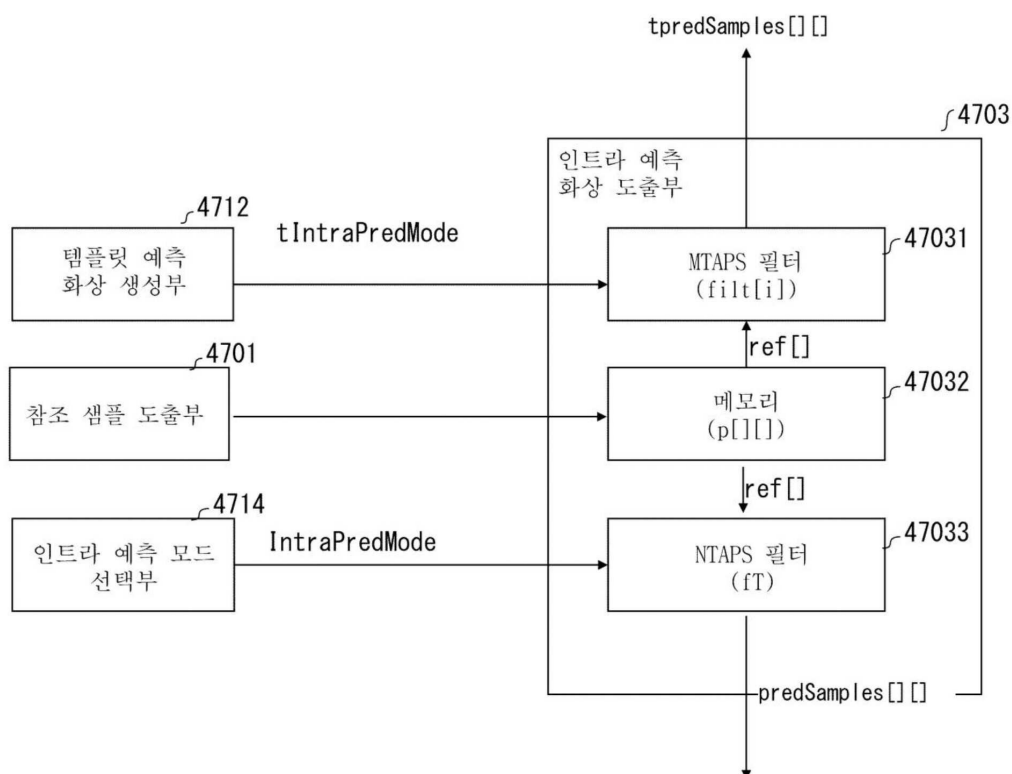 tpredSamples[][]
4703
인트라 예측
화상 도출부
4712
템플릿 예측
화상 생성부
tIntraPredMode
47031
MTAPS 필터
(filt[i])
ref[]
4701
참조 샘플 도출부
47032
메모리
(p[][])
ref[]
4714
인트라 예측 모드
선택부
IntraPredMode
47033
NTAPS 필터
(fT)
predSamples[][]